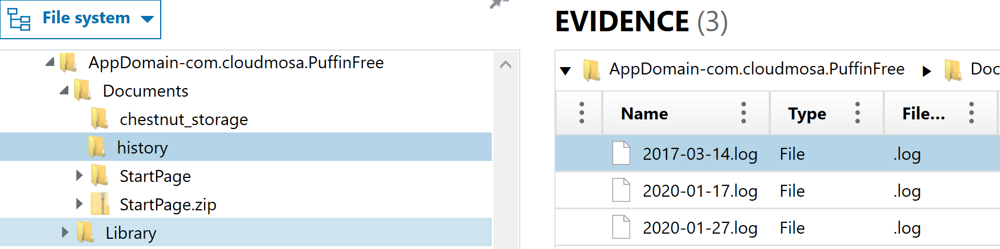 File system
AppDomain-com.cloudmosa.PuffinFree
Documents
chestnut_storage
history
StartPage
StartPage.zip
Library
EVIDENCE (3)
AppDomain-com.cloudmosa.PuffinFree Doc
Name Type File...
2017-03-14.log File .log
2020-01-17.log File .log
2020-01-27.log File .log